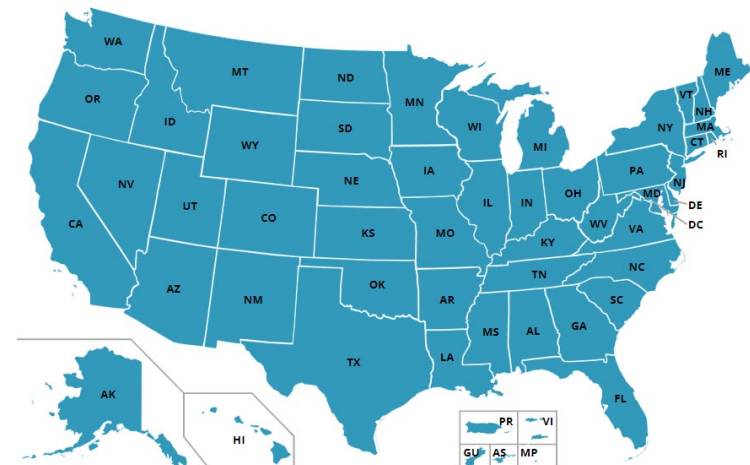 WA
MT
ND
MN
ME
VT
NH
OR
ID
SD
WI
NY
MA
CT
RI
WY
MI
IA
NE
PA
NJ
NV
UT
CO
IL
IN
OH
MD
DE
DC
CA
KS
MO
WV
VA
KY
NC
TN
AZ
NM
OK
AR
SC
MS
AL
GA
TX
LA
AK
FL
HI
PR
VI
GU
AS
MP